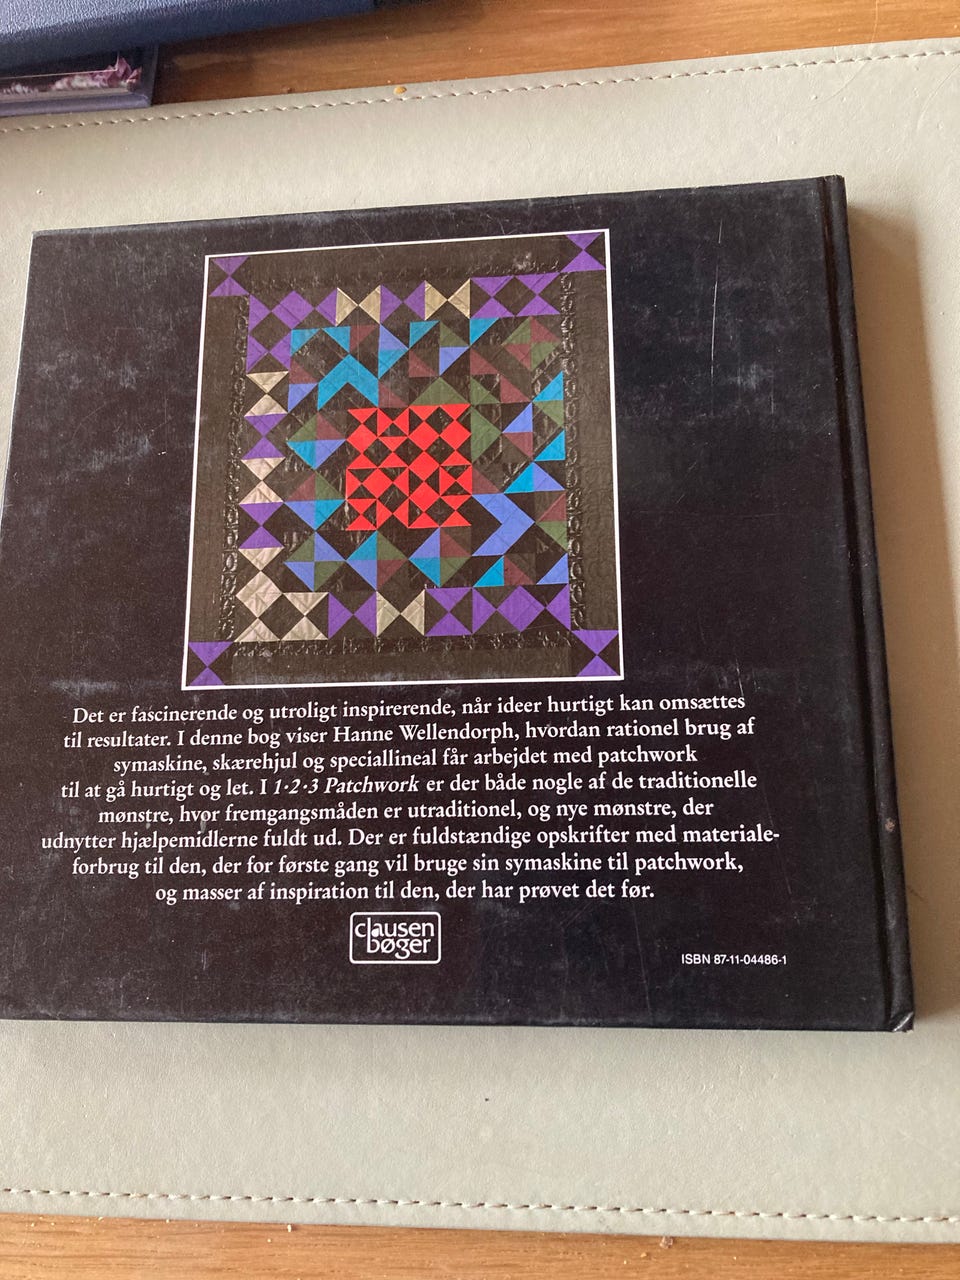 Det er fascinerende og utroligt inspirerende, når ideer hurtigt kan omsættes
til resultater. I denne bog viser Hanne Wellendorph, hvordan rationel brug af
symaskine, skærehjul og speciallineal får arbejdet med patchwork
til at gå hurtigt og let. I 1·2·3 Patchwork er der både nogle af de traditionelle
mønstre, hvor fremgangsmåden er utraditionel, og nye mønstre, der
udnytter hjælpemidlerne fuldt ud. Der er fuldstændige opskrifter med materiale-
forbrug til den, der for første gang vil bruge sin symaskine til patchwork,
og masser af inspiration til den, der har prøvet det før.
clausen
bøger
ISBN 87-11-04486-1